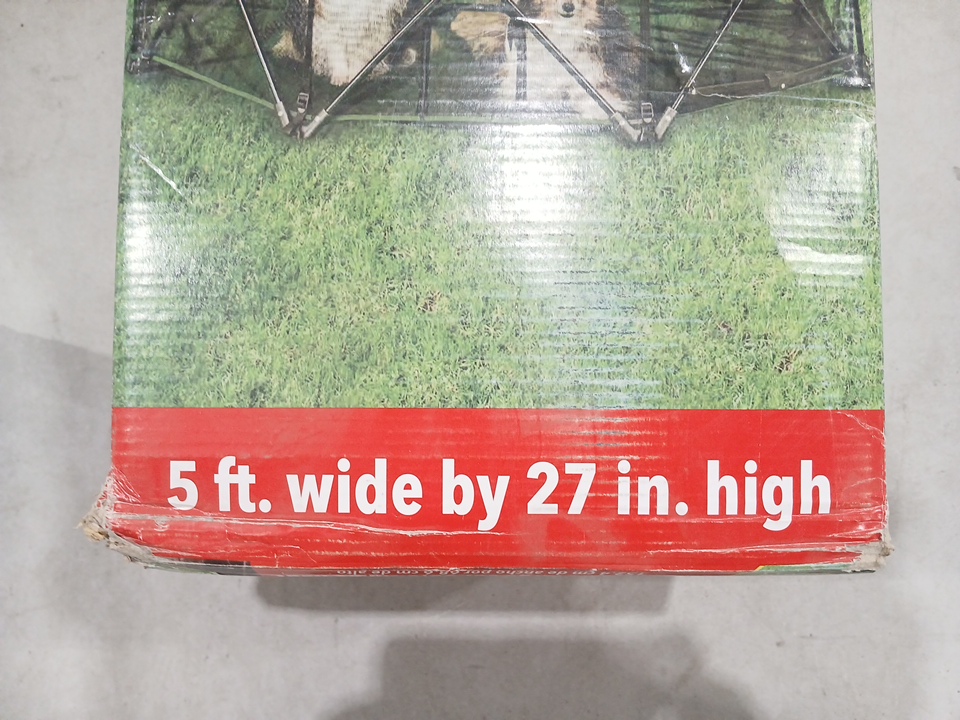 5 ft. wide by 27 in. high